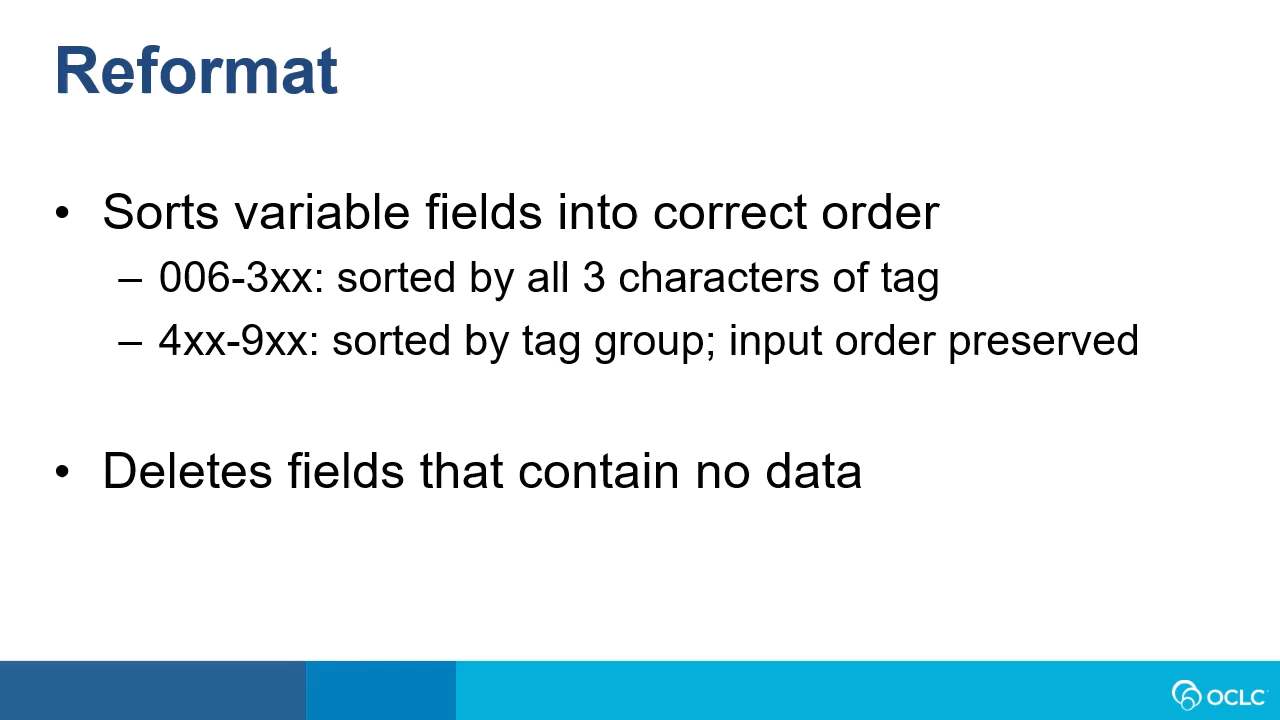 Reformat
• Sorts variable fields into correct order
– 006-3xx: sorted by all 3 characters of tag
– 4xx-9xx: sorted by tag group; input order preserved
• Deletes fields that contain no data
OCLC